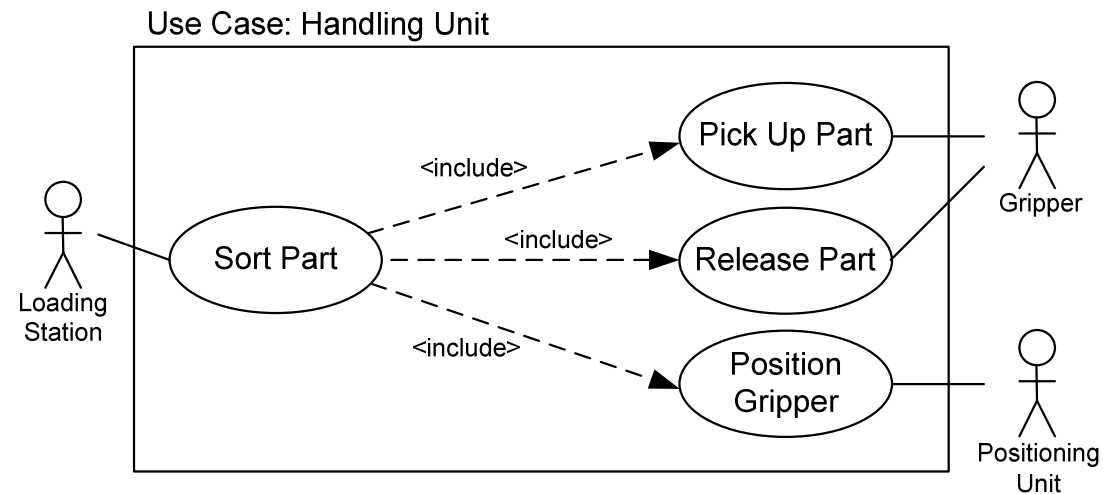 Use Case: Handling Unit
Pick Up Part
<include>
Gripper
<include>
Sort Part
Release Part
Loading
Station
<include>
Position
Gripper
Positioning
Unit